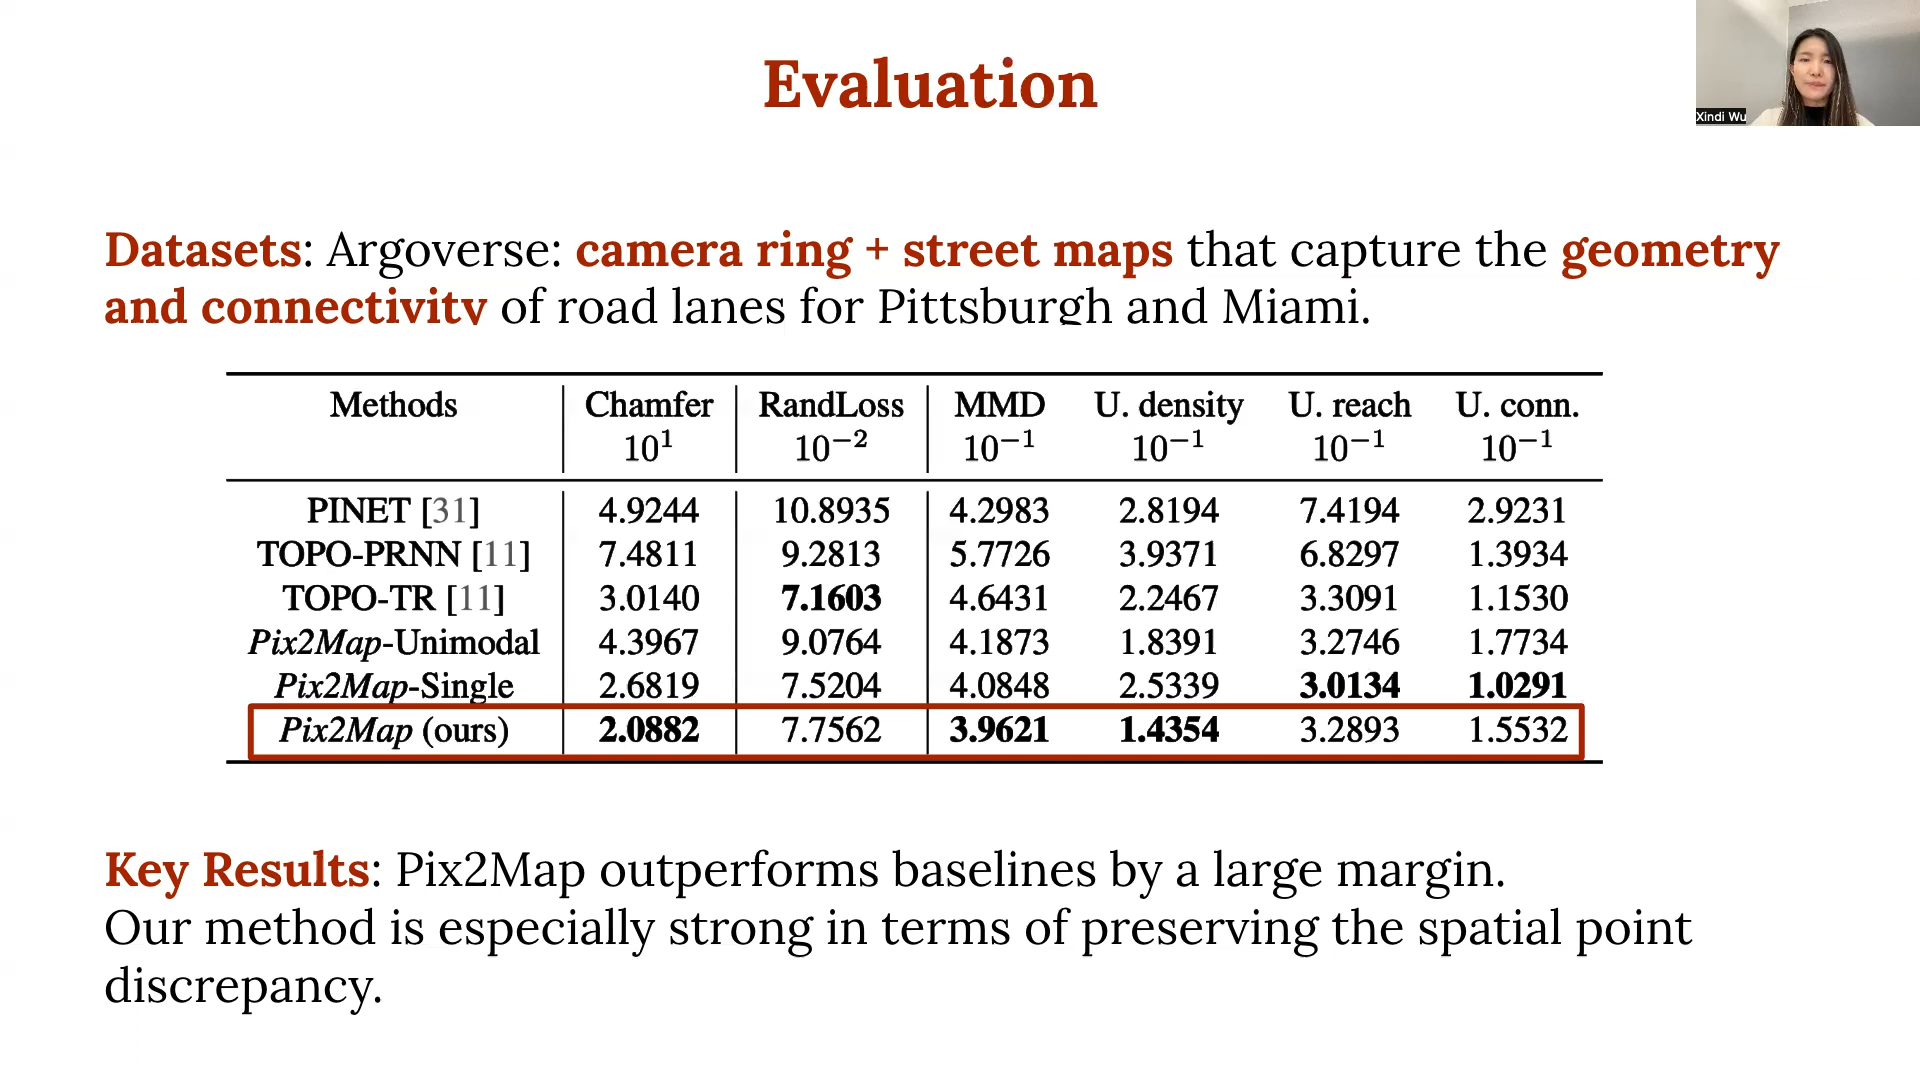 Evaluation
Xindi Wu
Datasets: Argoverse: camera ring + street maps that capture the geometry
and connectivity of road lanes for Pittsburgh and Miami.
Methods Chamfer RandLoss MMD U. density U. reach U. conn.
10¹ 10⁻² 10⁻¹ 10⁻¹ 10⁻¹ 10⁻¹
PINET [31] 4.9244 10.8935 4.2983 2.8194 7.4194 2.9231
TOPO-PRNN [11] 7.4811 9.2813 5.7726 3.9371 6.8297 1.3934
TOPO-TR [11] 3.0140 7.1603 4.6431 2.2467 3.3091 1.1530
Pix2Map-Unimodal 4.3967 9.0764 4.1873 1.8391 3.2746 1.7734
Pix2Map-Single 2.6819 7.5204 4.0848 2.5339 3.0134 1.0291
Pix2Map (ours) 2.0882 7.7562 3.9621 1.4354 3.2893 1.5532
Key Results: Pix2Map outperforms baselines by a large margin.
Our method is especially strong in terms of preserving the spatial point
discrepancy.